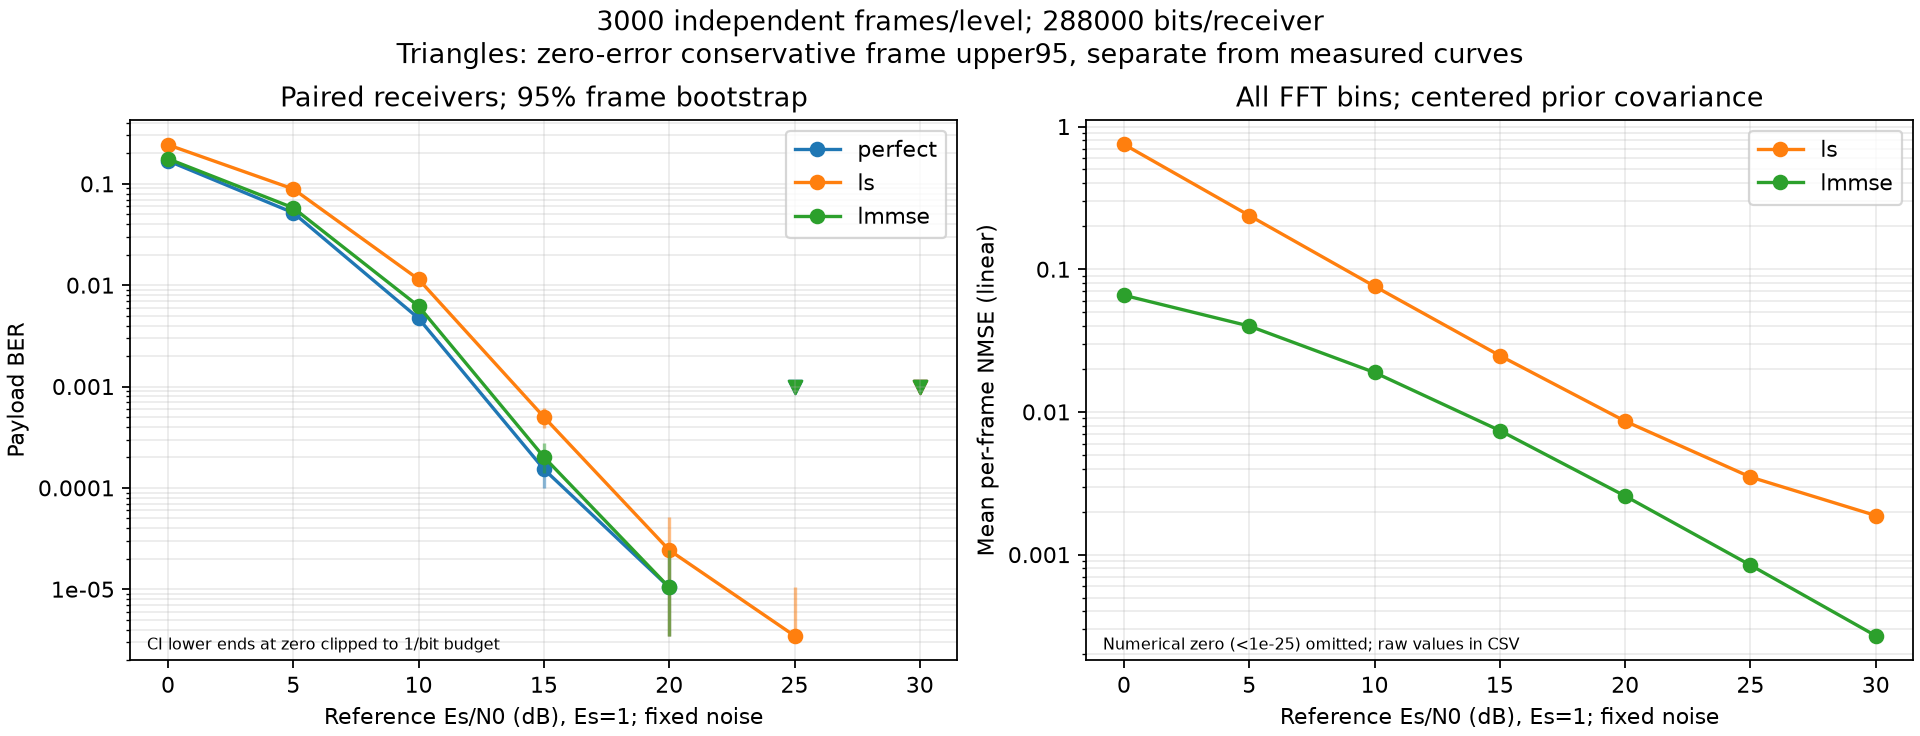 3000 independent frames/level; 288000 bits/receiver
Triangles: zero-error conservative frame upper95, separate from measured curves
Paired receivers; 95% frame bootstrap
perfect
ls
lmmse
Payload BER
0.1
0.01
0.001
0.0001
1e-05
CI lower ends at zero clipped to 1/bit budget
0 5 10 15 20 25 30
Reference Es/N0 (dB), Es=1; fixed noise
All FFT bins; centered prior covariance
ls
lmmse
Mean per-frame NMSE (linear)
1
0.1
0.01
0.001
Numerical zero (<1e-25) omitted; raw values in CSV
0 5 10 15 20 25 30
Reference Es/N0 (dB), Es=1; fixed noise